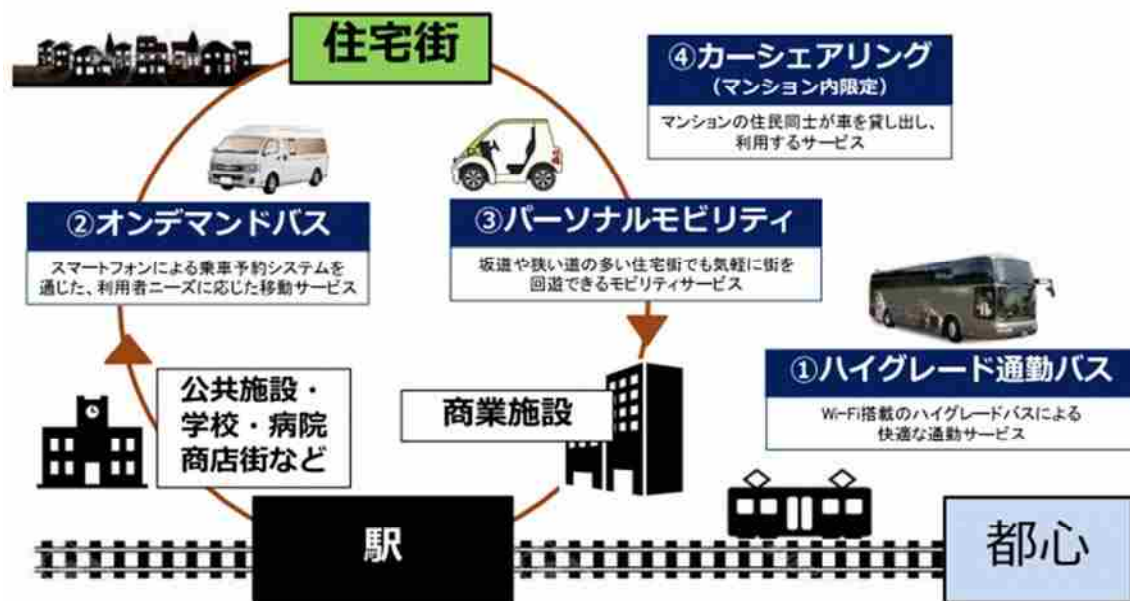 住宅街
④カーシェアリング
(マンション内限定)
マンションの住民同士が車を貸し出し、
利用するサービス
②オンデマンドバス
スマートフォンによる乗車予約システムを
通じた、利用者ニーズに応じた移動サービス
③パーソナルモビリティ
坂道や狭い道の多い住宅街でも気軽に街を
回遊できるモビリティサービス
①ハイグレード通勤バス
Wi-Fi搭載のハイグレードバスによる
快適な通勤サービス
公共施設・
学校・病院
商店街など
商業施設
駅
都心